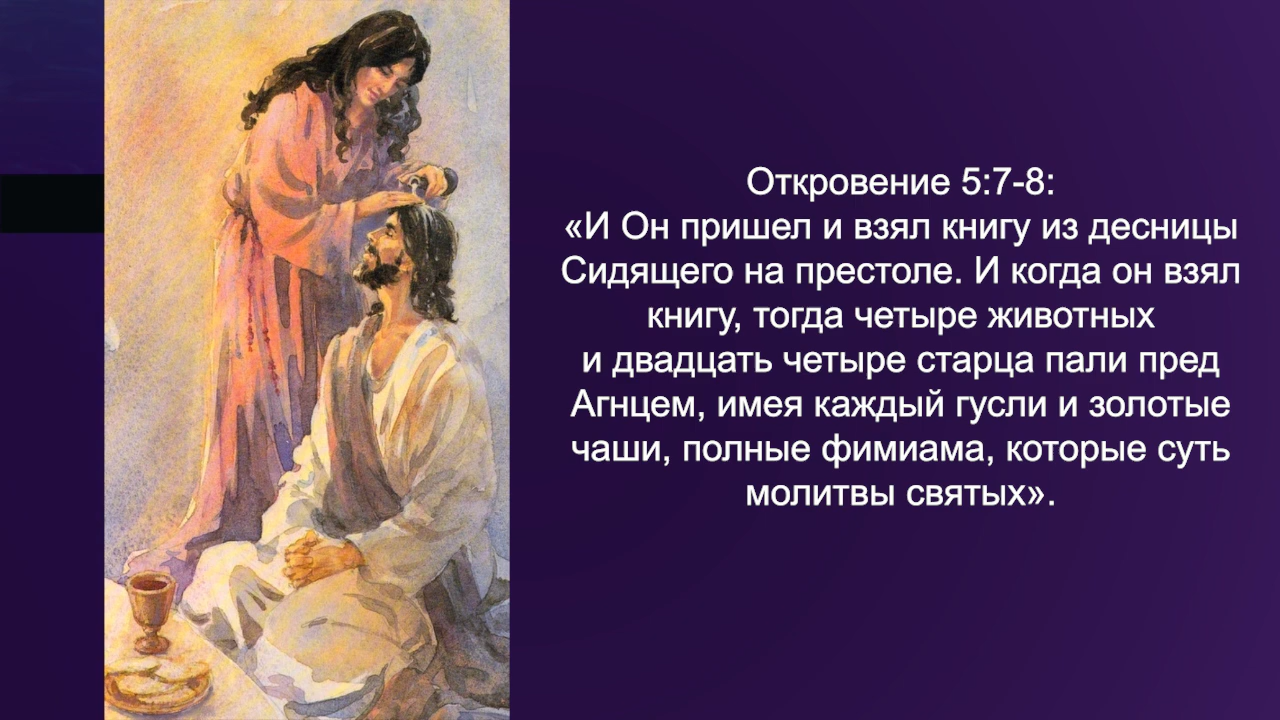 Откровение 5:7-8:
«И Он пришел и взял книгу из десницы
Сидящего на престоле. И когда он взял
книгу, тогда четыре животных
и двадцать четыре старца пали пред
Агнцем, имея каждый гусли и золотые
чаши, полные фимиама, которые суть
молитвы святых».